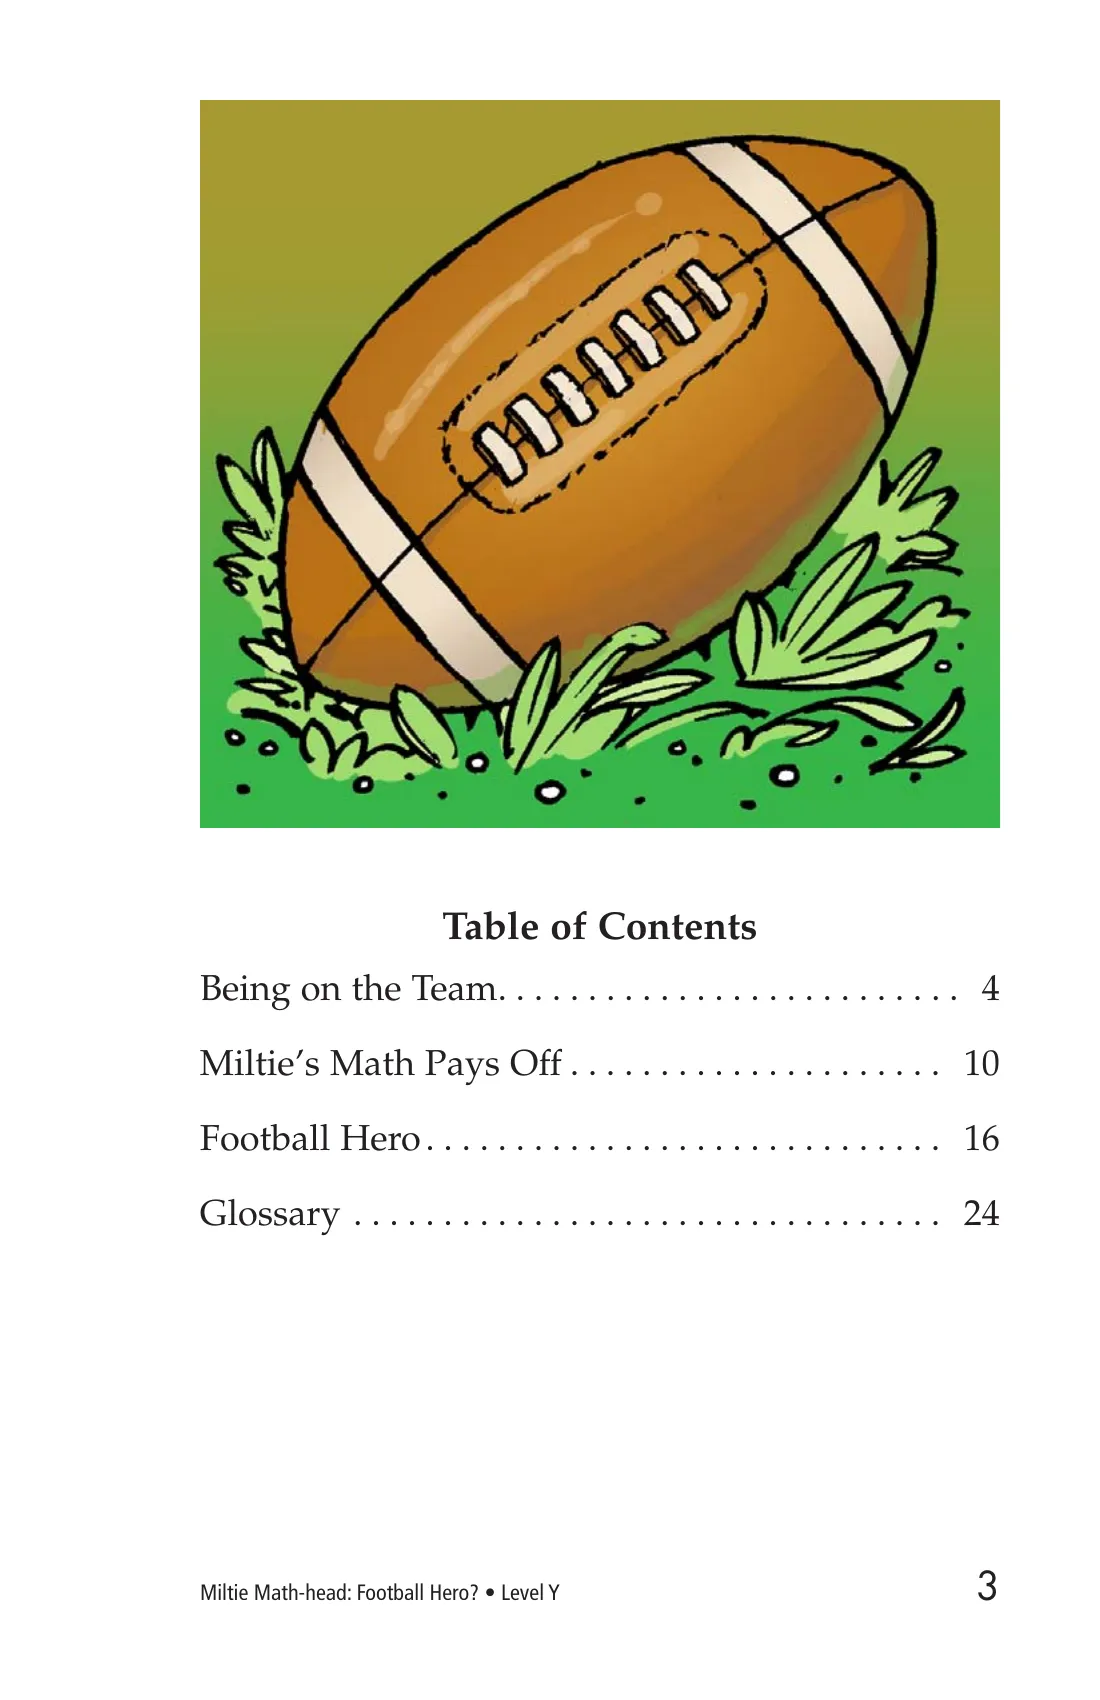 Table of Contents
Being on the Team. . . . . . . . . . . . . . . . . . . . . . . . . . 4
Miltie’s Math Pays Off . . . . . . . . . . . . . . . . . . . . . 10
Football Hero . . . . . . . . . . . . . . . . . . . . . . . . . . . . . 16
Glossary . . . . . . . . . . . . . . . . . . . . . . . . . . . . . . . . . 24
Miltie Math-head: Football Hero? • Level Y 3